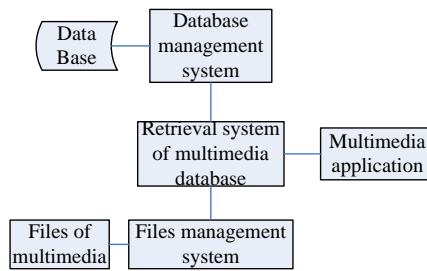 Data
Base
Database
management
system
Retrieval system
of multimedia
database
Multimedia
application
Files of
multimedia
Files management
system